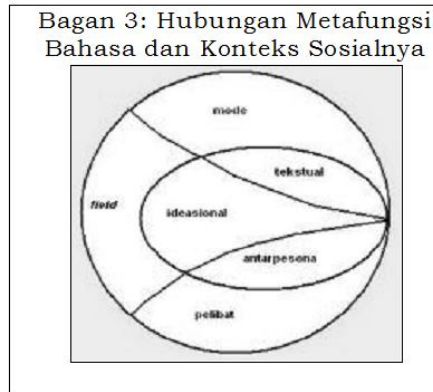 Bagan 3: Hubungan Metafungsi
Bahasa dan Konteks Sosialnya
mode
tekstual
field
ideasional
antarpesona
pelibat